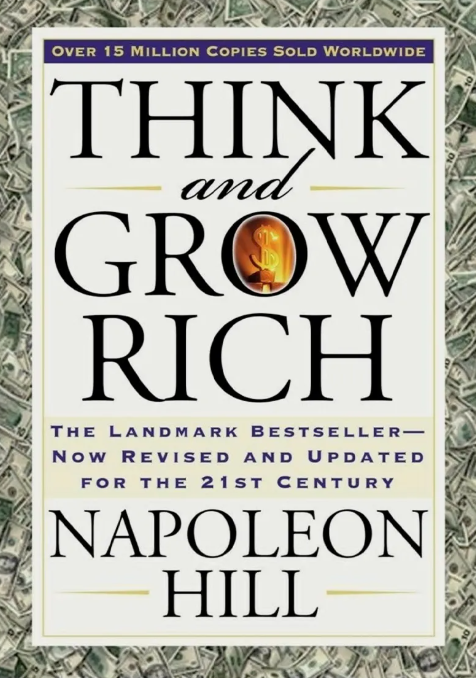 OVER 15 MILLION COPIES SOLD WORLDWIDE
THINK
and
GROW
RICH
THE LANDMARK BESTSELLER—
NOW REVISED AND UPDATED
FOR THE 21ST CENTURY
NAPOLEON
HILL